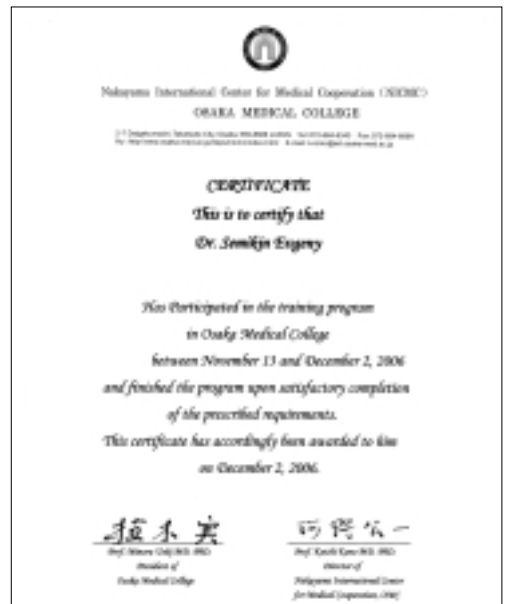 Nakayama International Center for Medical Cooperation (NICMC)
OSAKA MEDICAL COLLEGE
CERTIFICATE
This is to certify that
Dr. Semikin Evgeny
Has Participated in the training program
in Osaka Medical College
between November 13 and December 2, 2006
and finished the program upon satisfactory completion
of the prescribed requirements.
This certificate has accordingly been awarded to him
on December 2, 2006.
President of
Osaka Medical College
Director of
Nakayama International Center
for Medical Cooperation,